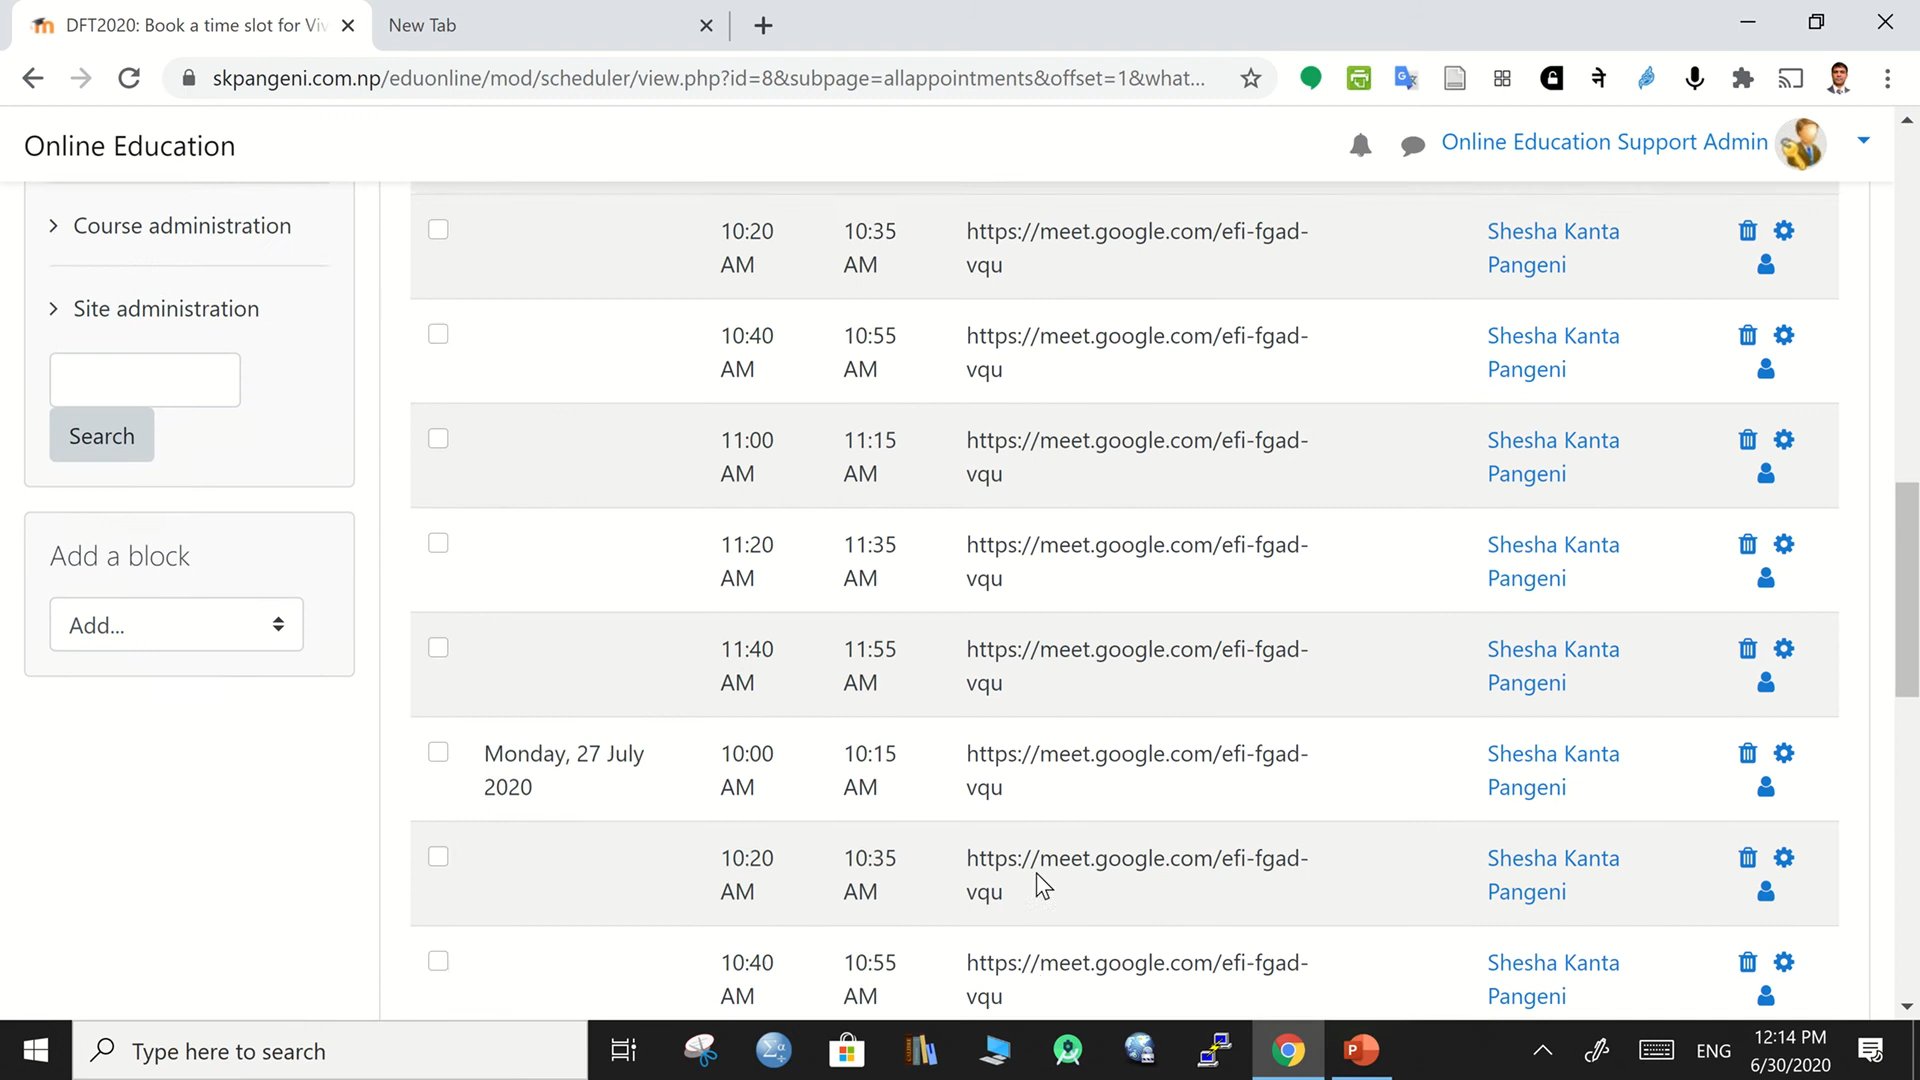 DFT2020: Book a time slot for Viv
New Tab
skpangeni.com.np/eduonline/mod/scheduler/view.php?id=8&subpage=allappointments&offset=1&what...
Online Education
Online Education Support Admin
Course administration
Site administration
Search
Add a block
Add...
10:20 AM
10:35 AM
https://meet.google.com/efi-fgad-
vqu
Shesha Kanta
Pangeni
10:40 AM
10:55 AM
https://meet.google.com/efi-fgad-
vqu
Shesha Kanta
Pangeni
11:00 AM
11:15 AM
https://meet.google.com/efi-fgad-
vqu
Shesha Kanta
Pangeni
11:20 AM
11:35 AM
https://meet.google.com/efi-fgad-
vqu
Shesha Kanta
Pangeni
11:40 AM
11:55 AM
https://meet.google.com/efi-fgad-
vqu
Shesha Kanta
Pangeni
Monday, 27 July
2020
10:00 AM
10:15 AM
https://meet.google.com/efi-fgad-
vqu
Shesha Kanta
Pangeni
10:20 AM
10:35 AM
https://meet.google.com/efi-fgad-
vqu
Shesha Kanta
Pangeni
10:40 AM
10:55 AM
https://meet.google.com/efi-fgad-
vqu
Shesha Kanta
Pangeni
Type here to search
ENG
12:14 PM
6/30/2020